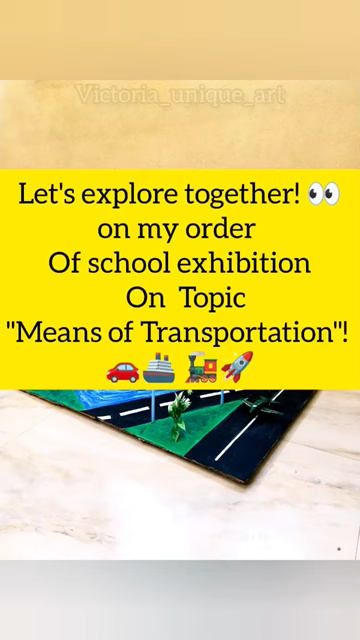 Victoria_unique_art
Let's explore together! 👀
on my order
Of school exhibition
On Topic
"Means of Transportation"!
🚗🚢🚂🚀